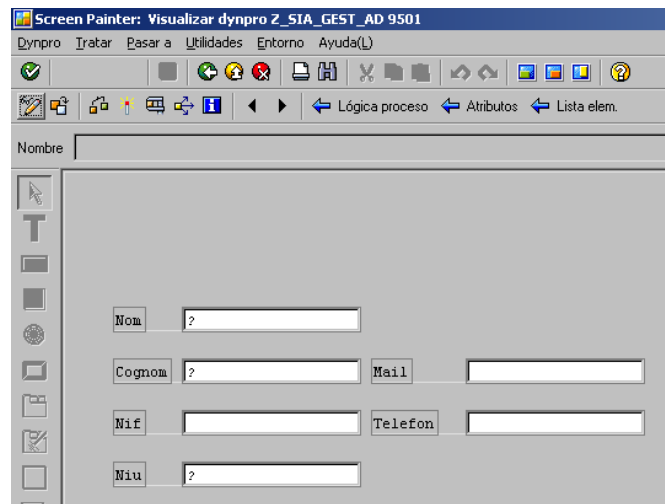 Screen Painter: Visualizar dynpro Z_SIA_GEST_AD 9501
Dynpro Tratar Pasar a Utilidades Entorno Ayuda(L)
Lógica proceso Atributos Lista elem.
Nombre
Nom ?
Cognom ? Mail
Nif Telefon
Niu ?